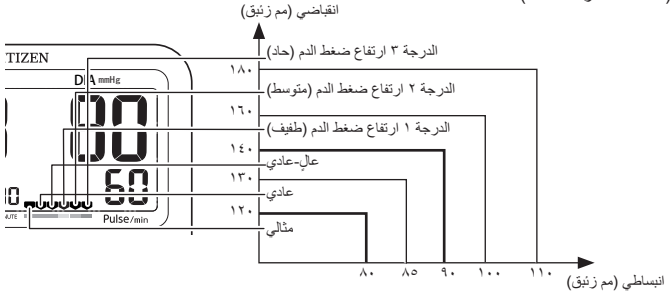 انقباضي (مم زئبق)
TIZEN
DIA mmHg
الدرجة ٣ ارتفاع ضغط الدم (حاد)
١٨٠
الدرجة ٢ ارتفاع ضغط الدم (متوسط)
١٦٠
الدرجة ١ ارتفاع ضغط الدم (طفيف)
١٤٠
عالٍ-عادي
١٣٠
عادي
60
١٢٠
مثالي
Pulse/min
٨٠ ٨٥ ٩٠ ١٠٠ ١١٠
انبساطي (مم زئبق)